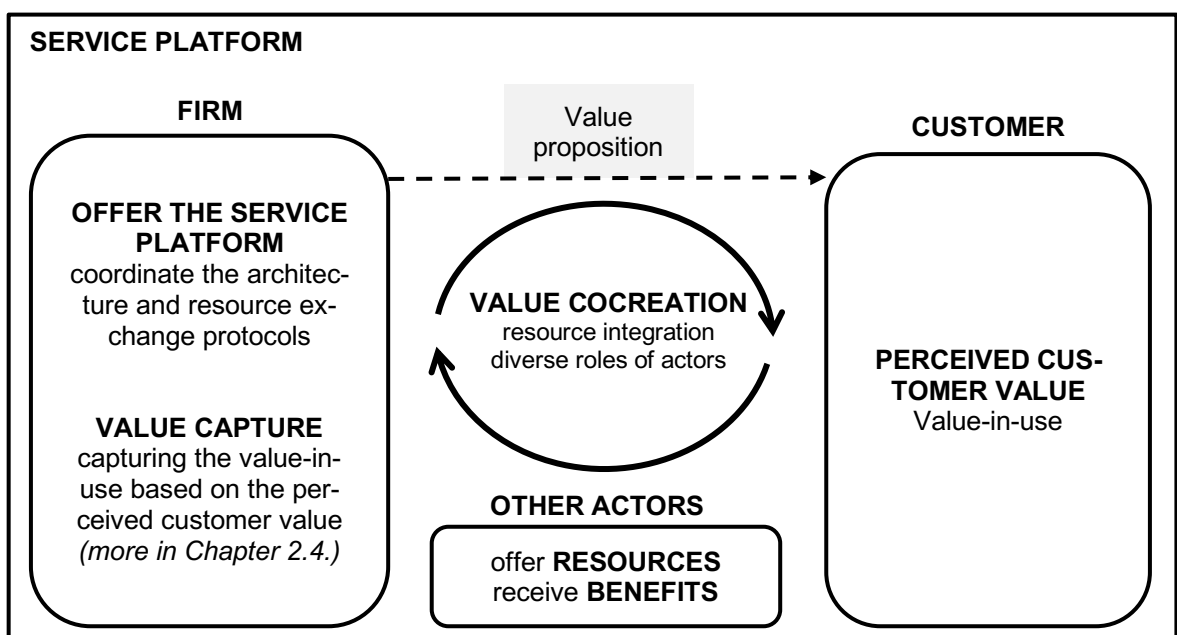 SERVICE PLATFORM
FIRM
OFFER THE SERVICE
PLATFORM
coordinate the architec-
ture and resource ex-
change protocols
VALUE CAPTURE
capturing the value-in-
use based on the per-
ceived customer value
(more in Chapter 2.4.)
Value
proposition
VALUE COCREATION
resource integration
diverse roles of actors
OTHER ACTORS
offer RESOURCES
receive BENEFITS
CUSTOMER
PERCEIVED CUS-
TOMER VALUE
Value-in-use